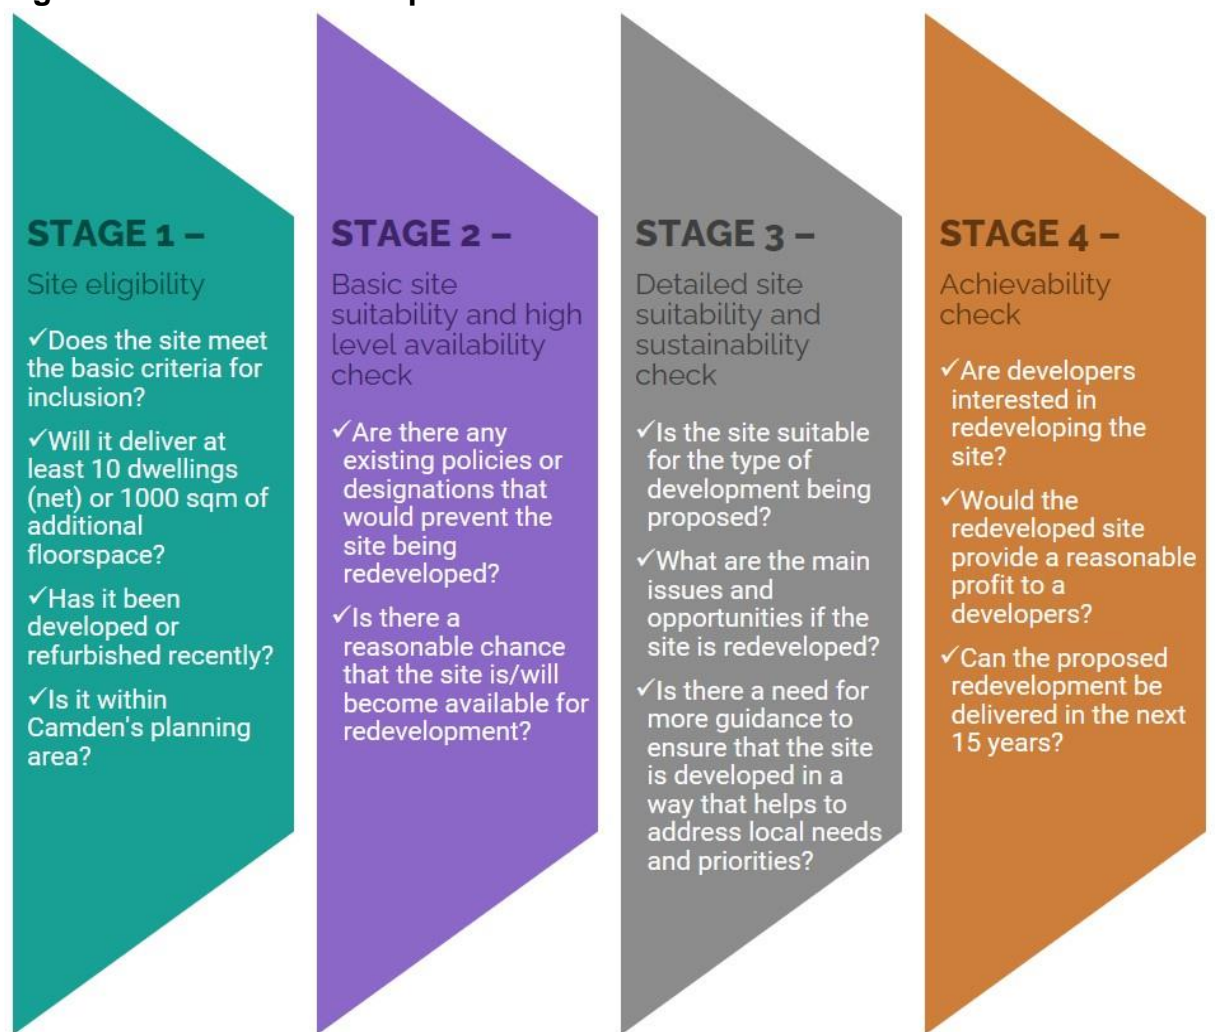 STAGE 1 –
Site eligibility
✓Does the site meet
the basic criteria for
inclusion?
✓Will it deliver at
least 10 dwellings
(net) or 1000 sqm of
additional
floorspace?
✓Has it been
developed or
refurbished recently?
✓Is it within
Camden's planning
area?
STAGE 2 –
Basic site
suitability and high
level availability
check
✓Are there any
existing policies or
designations that
would prevent the
site being
redeveloped?
✓Is there a
reasonable chance
that the site is/will
become available for
redevelopment?
STAGE 3 –
Detailed site
suitability and
sustainability
check
✓Is the site suitable
for the type of
development being
proposed?
✓What are the main
issues and
opportunities if the
site is redeveloped?
✓Is there a need for
more guidance to
ensure that the site
is developed in a
way that helps to
address local needs
and priorities?
STAGE 4 –
Achievability
check
✓Are developers
interested in
redeveloping the
site?
✓Would the
redeveloped site
provide a reasonable
profit to a
developers?
✓Can the proposed
redevelopment be
delivered in the next
15 years?